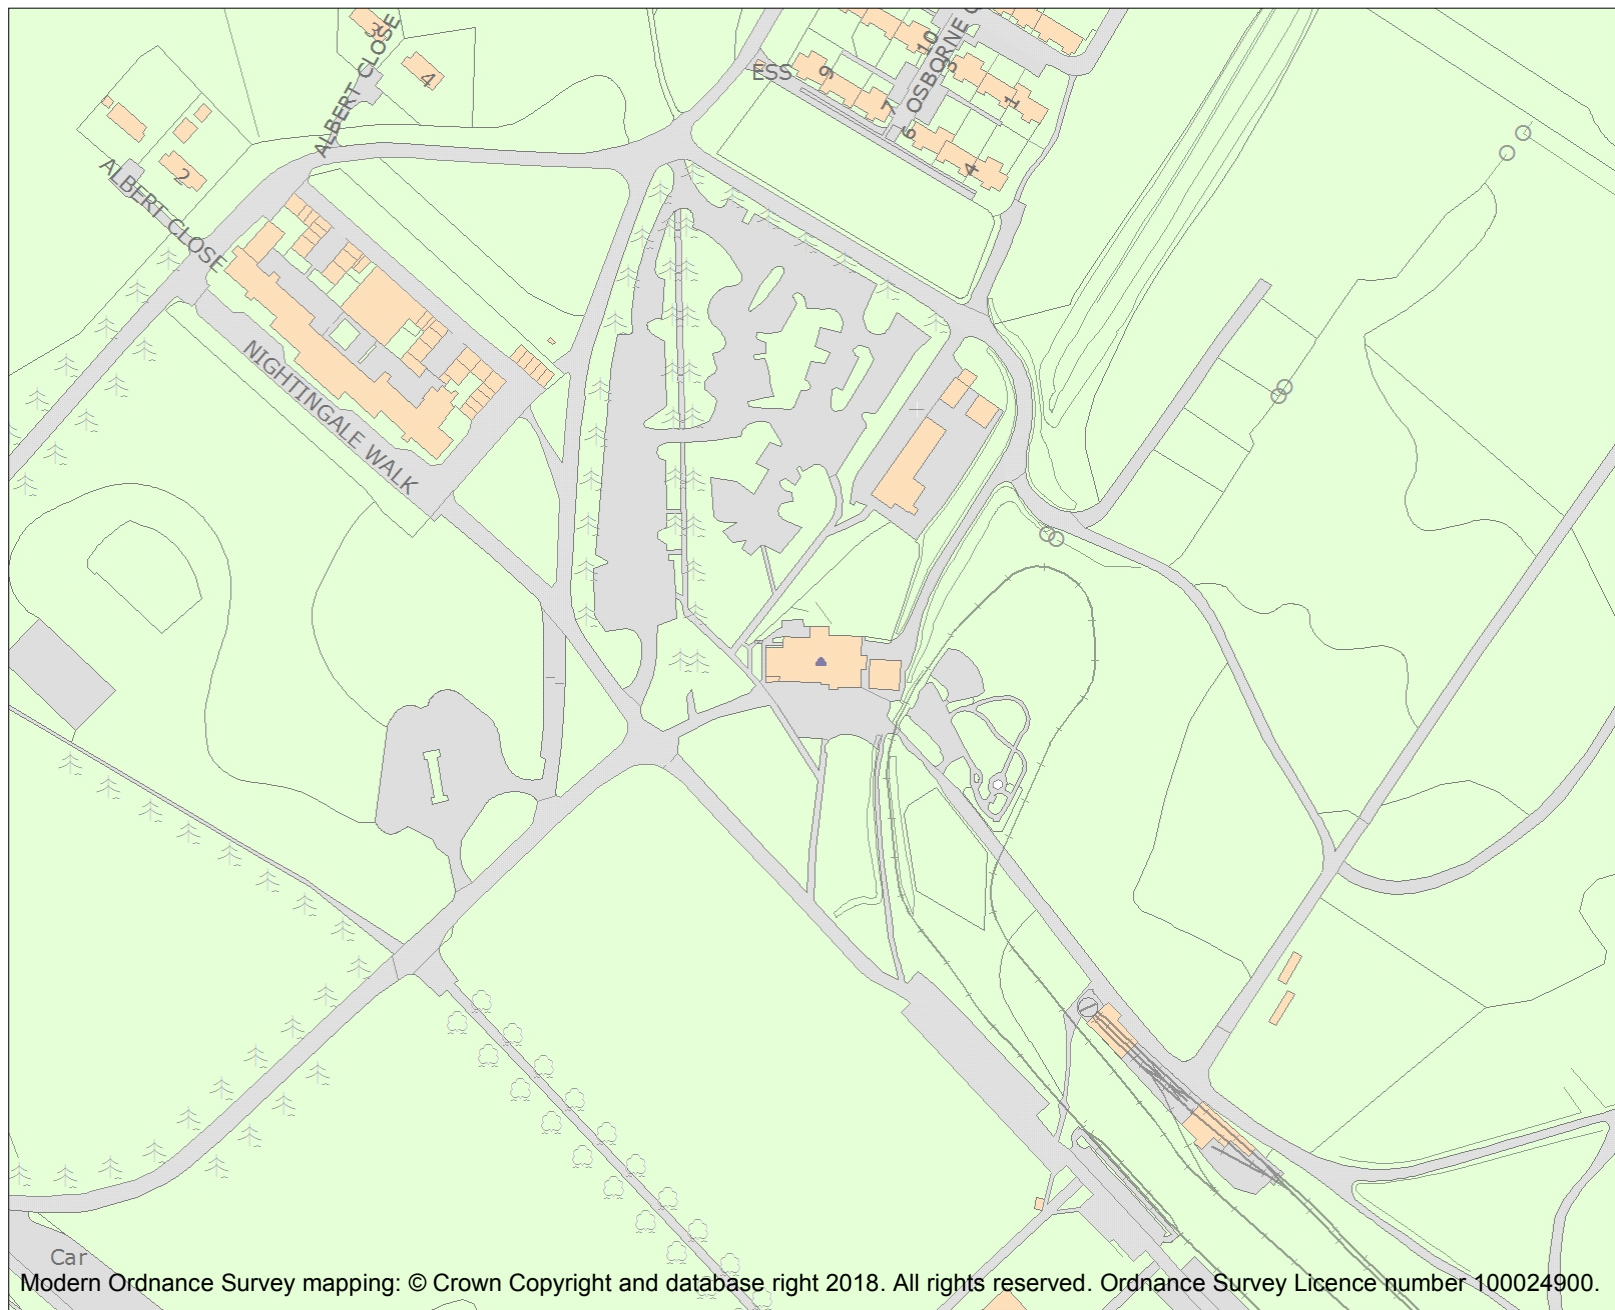 3
ALBERT CLOSE
4
ESS
9
10
OSBORNE
3
1
7
6
4
2
ALBERT CLOSE
NIGHTINGALE WALK
Car
Modern Ordnance Survey mapping: © Crown Copyright and database right 2018. All rights reserved. Ordnance Survey Licence number 100024900.